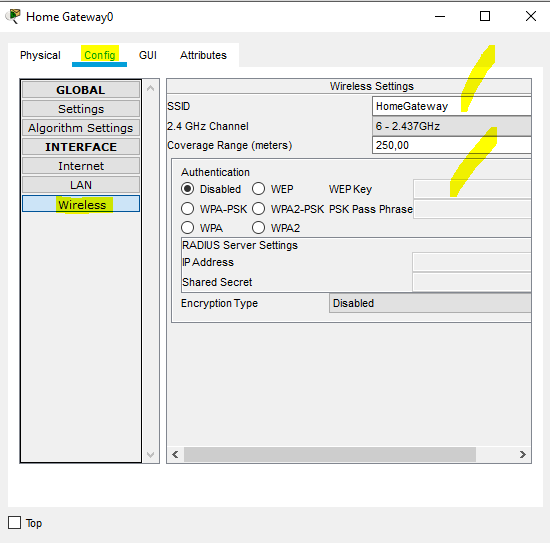 Home Gateway0
Physical Config GUI Attributes
GLOBAL
Settings
Algorithm Settings
INTERFACE
Internet
LAN
Wireless
Wireless Settings
SSID HomeGateway
2.4 GHz Channel 6 - 2.437GHz
Coverage Range (meters) 250,00
Authentication
Disabled WEP WEP Key
WPA-PSK WPA2-PSK PSK Pass Phrase
WPA WPA2
RADIUS Server Settings
IP Address
Shared Secret
Encryption Type Disabled
Top